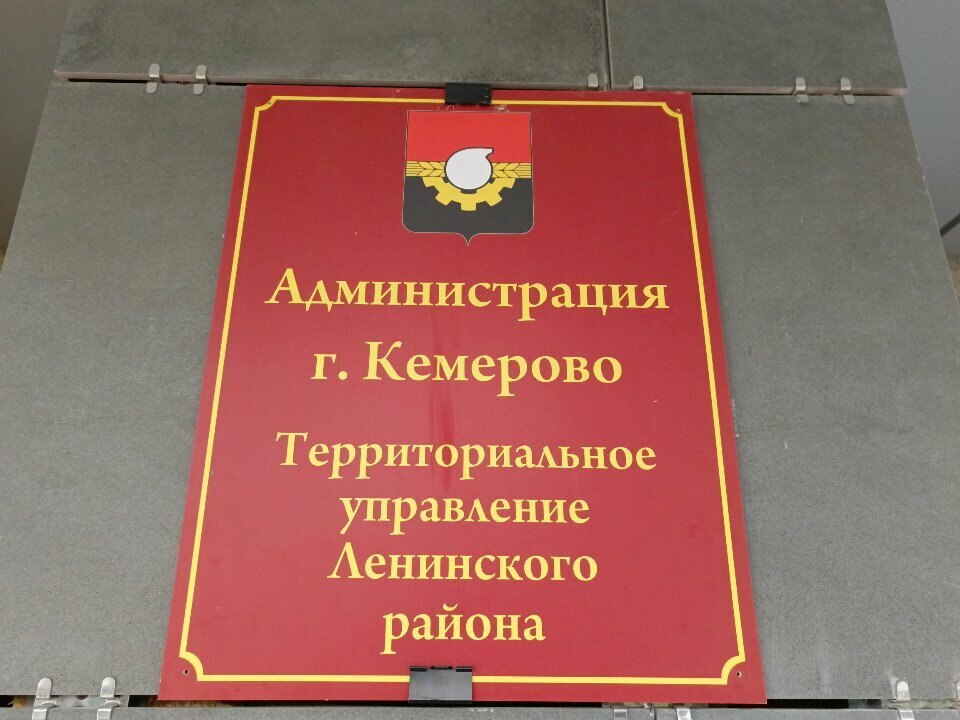 Администрация
г. Кемерово
Территориальное
управление
Ленинского
района